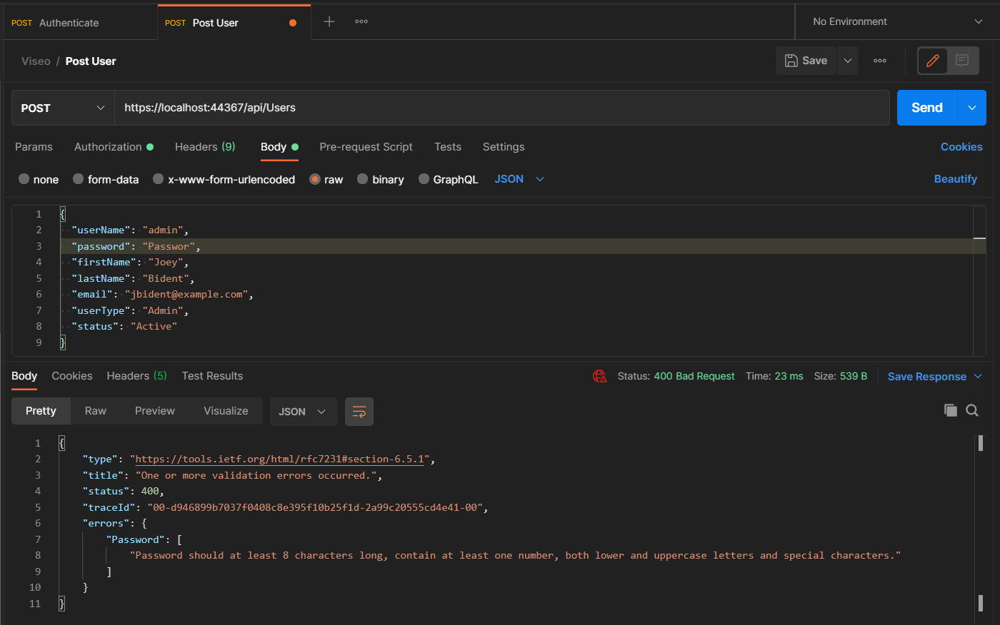 POST Authenticate POST Post User No Environment
Viseo / Post User Save
POST https://localhost:44367/api/Users Send
Params Authorization Headers (9) Body Pre-request Script Tests Settings Cookies
none form-data x-www-form-urlencoded raw binary GraphQL JSON Beautify
1 {
2 "userName": "admin",
3 "password": "Passwor",
4 "firstName": "Joey",
5 "lastName": "Bident",
6 "email": "jbident@example.com",
7 "userType": "Admin",
8 "status": "Active"
9 }
Body Cookies Headers (5) Test Results Status: 400 Bad Request Time: 23 ms Size: 539 B Save Response
Pretty Raw Preview Visualize JSON
1 {
2 "type": "https://tools.ietf.org/html/rfc7231#section-6.5.1",
3 "title": "One or more validation errors occurred.",
4 "status": 400,
5 "traceId": "00-d946899b7037f0408c8e395f10b25f1d-2a99c20555cd4e41-00",
6 "errors": {
7 "Password": [
8 "Password should at least 8 characters long, contain at least one number, both lower and uppercase letters and special characters."
9 ]
10 }
11 }